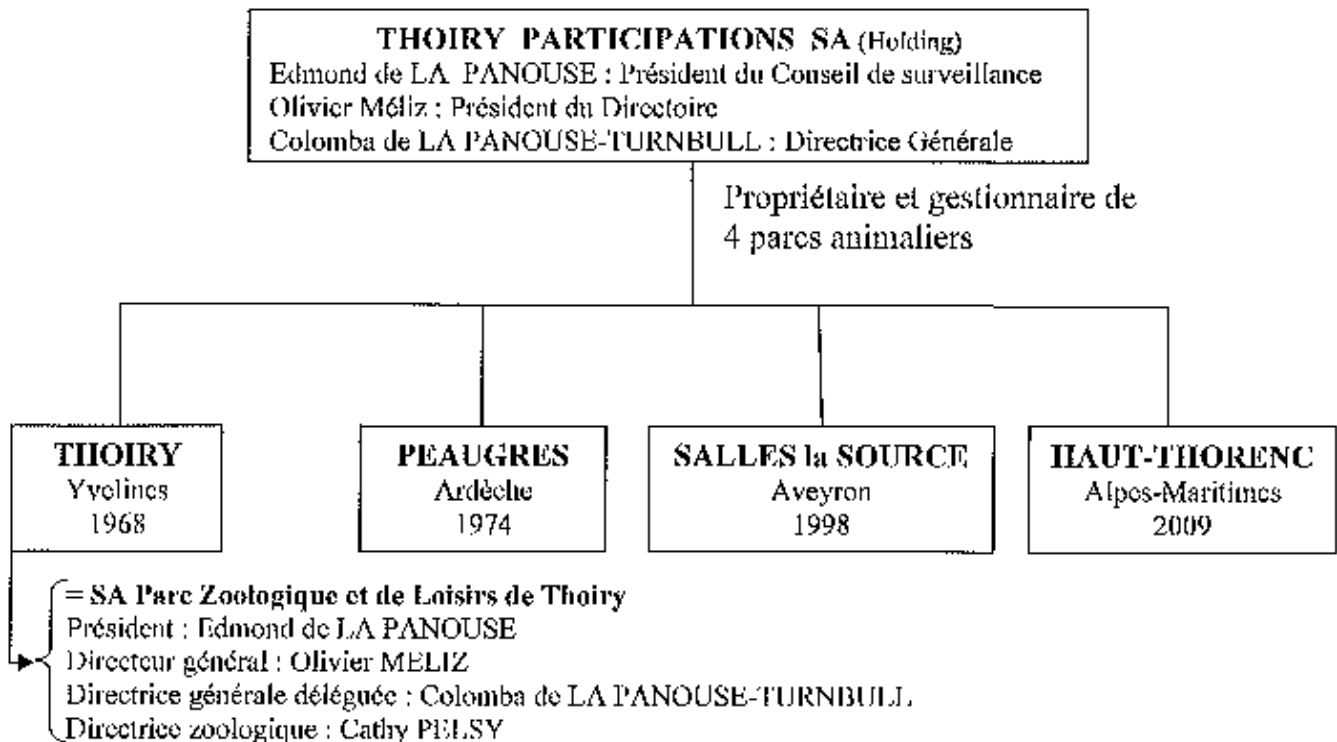 THOIRY PARTICIPATIONS SA (Holding)
Edmond de LA PANOUSE : Président du Conseil de surveillance
Olivier Méliz : Président du Directoire
Colomba de LA PANOUSE-TURNBULL : Directrice Générale
Propriétaire et gestionnaire de
4 parcs animaliers
THOIRY
Yvelines
1968
PEAUGRES
Ardèche
1974
SALLES la SOURCE
Aveyron
1998
HAUT-THORENC
Alpes-Maritimes
2009
= SA Parc Zoologique et de Loisirs de Thoiry
Président : Edmond de LA PANOUSE
Directeur général : Olivier MELIZ
Directrice générale déléguée : Colomba de LA PANOUSE-TURNBULL
Directrice zoologique : Cathy PELSY